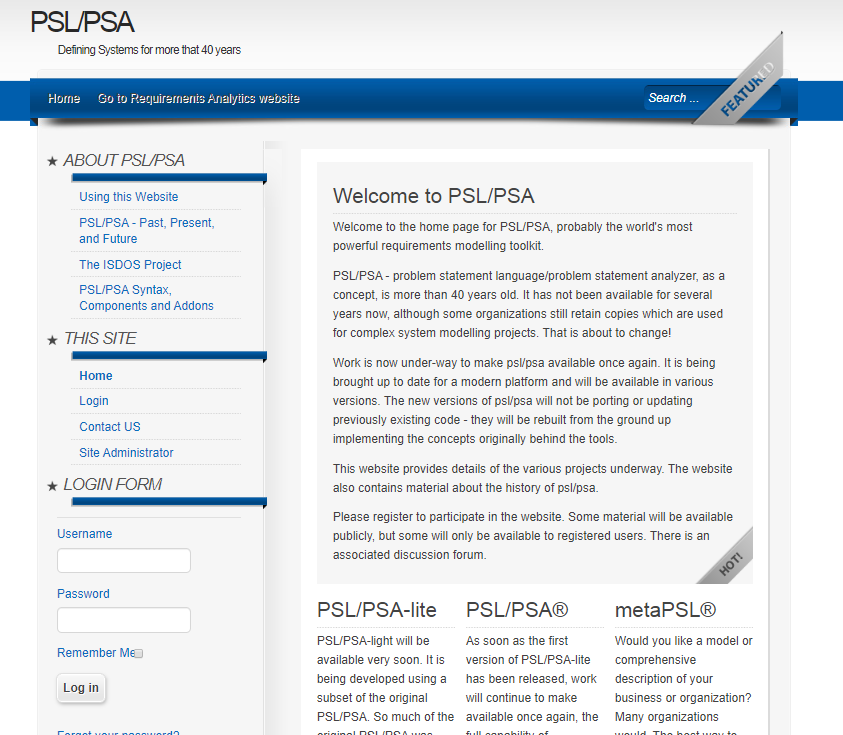 PSL/PSA
Defining Systems for more that 40 years
Home
Go to Requirements Analytics website
Search ...
FEATURED
ABOUT PSL/PSA
Using this Website
PSL/PSA - Past, Present,
and Future
The ISDOS Project
PSL/PSA Syntax,
Components and Addons
THIS SITE
Home
Login
Contact US
Site Administrator
LOGIN FORM
Username
Password
Remember Me
Log in
Forgot your password?
Welcome to PSL/PSA
Welcome to the home page for PSL/PSA, probably the world's most
powerful requirements modelling toolkit.
PSL/PSA - problem statement language/problem statement analyzer, as a
concept, is more than 40 years old. It has not been available for several
years now, although some organizations still retain copies which are used
for complex system modelling projects. That is about to change!
Work is now under-way to make psl/psa available once again. It is being
brought up to date for a modern platform and will be available in various
versions. The new versions of psl/psa will not be porting or updating
previously existing code - they will be rebuilt from the ground up
implementing the concepts originally behind the tools.
This website provides details of the various projects underway. The website
also contains material about the history of psl/psa.
Please register to participate in the website. Some material will be available
publicly, but some will only be available to registered users. There is an
associated discussion forum.
HOT!
PSL/PSA-lite
PSL/PSA-light will be
available very soon. It is
being developed using a
subset of the original
PSL/PSA. So much of the
original PSL/PSA was
PSL/PSA®
As soon as the first
version of PSL/PSA-lite
has been released, work
will continue to make
available once again, the
full capability of
metaPSL®
Would you like a model or
comprehensive
description of your
business or organization?
Many organizations
would. The best way to